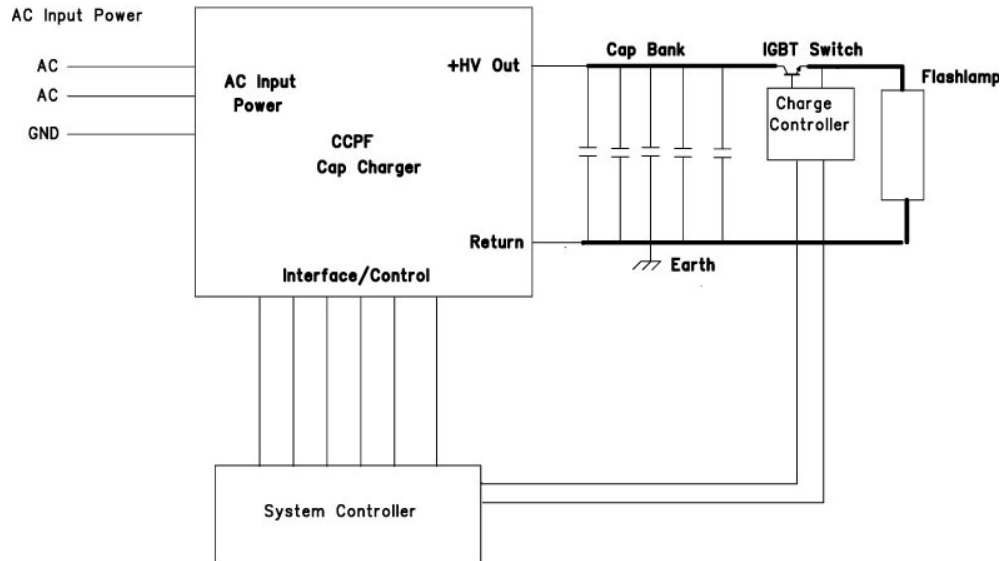 AC Input Power
AC
AC
GND
AC Input
Power
CCPF
Cap Charger
+HV Out
Return
Interface/Control
Cap Bank
IGBT Switch
Flashlamp
Charge
Controller
Earth
System Controller